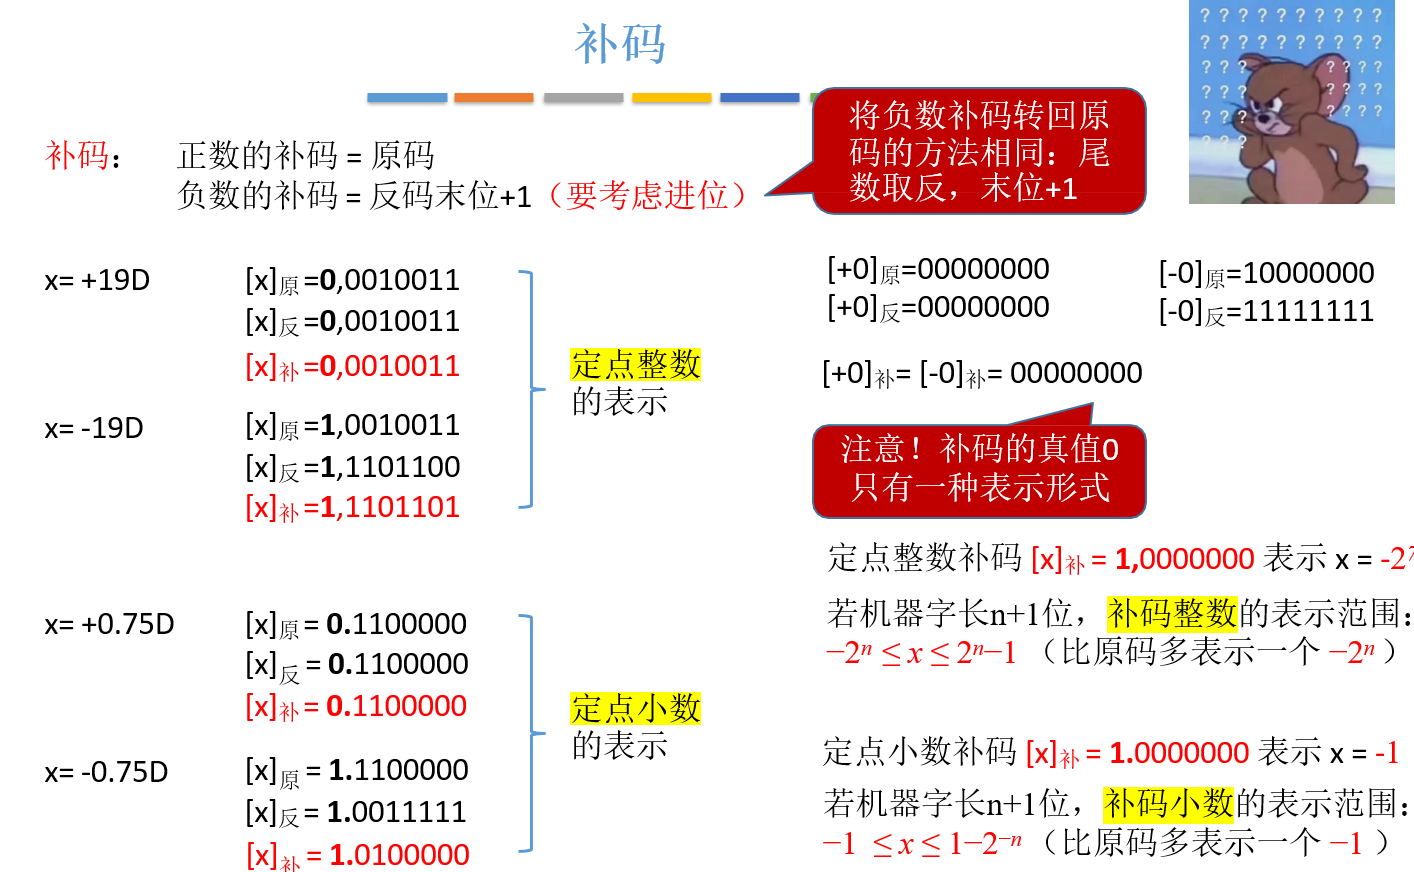 补码
? ? ? ? ? ? ? ? ? ?
? ? ? ? ? ? ? ? ? ?
? ? ? ? ? ? ?
? ? ? ? ? ? ?
? ? ? ? ? ?
? ? ?
将负数补码转回原
码的方法相同：尾
数取反，末位+1
补码： 正数的补码 = 原码
负数的补码 = 反码末位+1（要考虑进位）
x= +19D
[x]原=0,0010011
[x]反=0,0010011
[x]补=0,0010011
x= -19D
[x]原=1,0010011
[x]反=1,1101100
[x]补=1,1101101
定点整数
的表示
x= +0.75D
[x]原= 0.1100000
[x]反= 0.1100000
[x]补= 0.1100000
x= -0.75D
[x]原= 1.1100000
[x]反= 1.0011111
[x]补= 1.0100000
定点小数
的表示
[+0]原=00000000
[+0]反=00000000
[-0]原=10000000
[-0]反=11111111
[+0]补= [-0]补= 00000000
注意！补码的真值0
只有一种表示形式
定点整数补码 [x]补= 1,0000000 表示 x = -2⁷
若机器字长n+1位，补码整数的表示范围：
−2ⁿ ≤ x ≤ 2ⁿ−1（比原码多表示一个 −2ⁿ ）
定点小数补码 [x]补= 1.0000000 表示 x = -1
若机器字长n+1位，补码小数的表示范围：
−1 ≤ x ≤ 1−2⁻ⁿ（比原码多表示一个 −1 ）